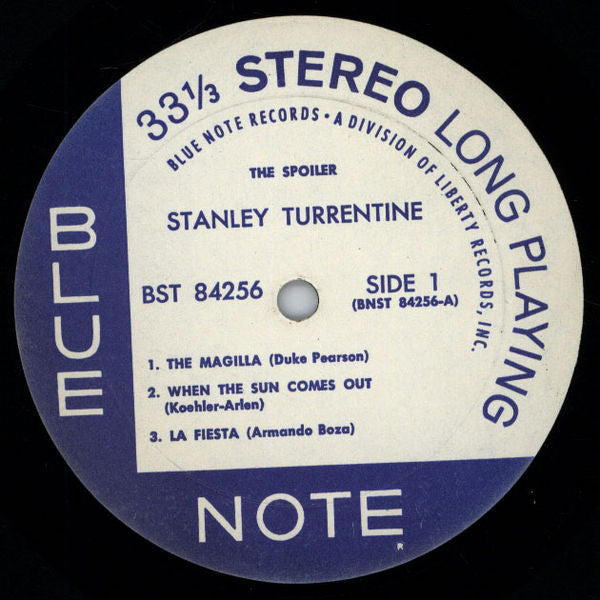 33⅓ STEREO LONG PLAYING
BLUE NOTE RECORDS • A DIVISION OF LIBERTY RECORDS, INC.
THE SPOILER
STANLEY TURRENTINE
BST 84256
SIDE 1
(BNST 84256-A)
1. THE MAGILLA (Duke Pearson)
2. WHEN THE SUN COMES OUT
(Koehler-Arlen)
3. LA FIESTA (Armando Boza)
BLUE
NOTE
R